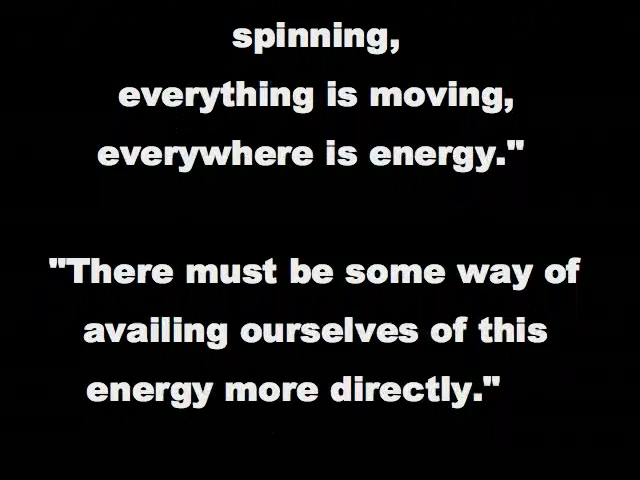 spinning,
everything is moving,
everywhere is energy."
"There must be some way of
availing ourselves of this
energy more directly."